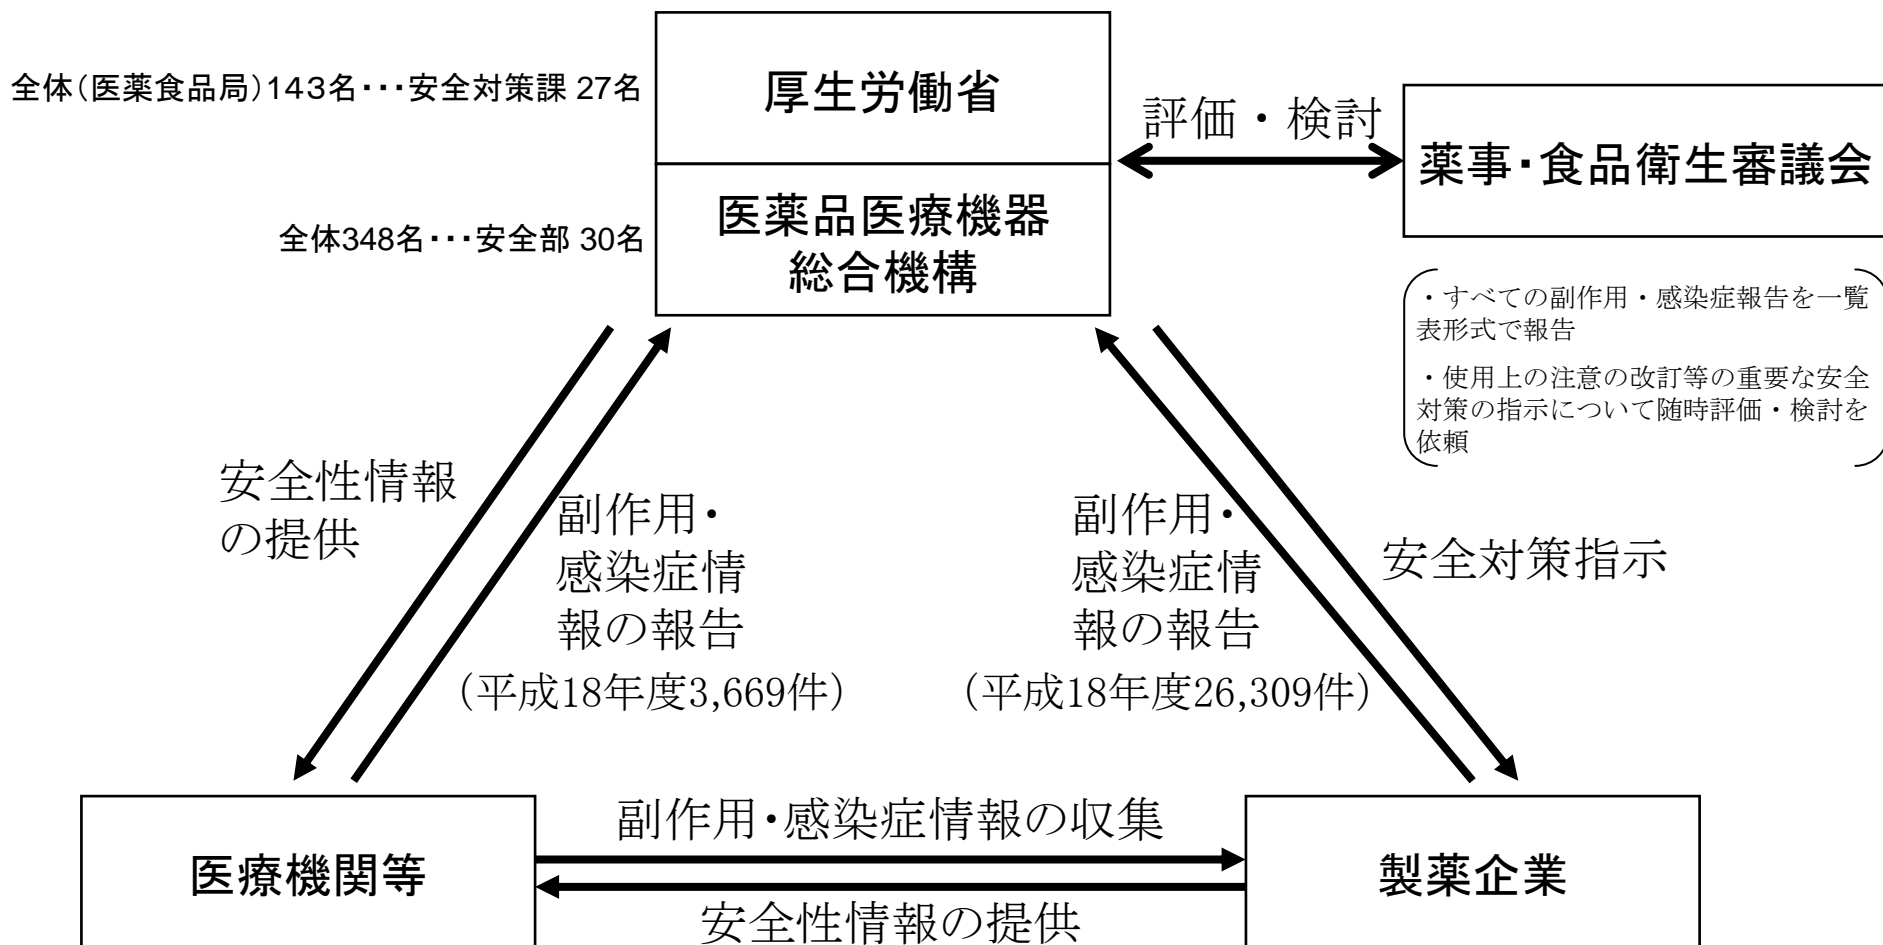 全体（医薬食品局）143名・・・安全対策課 27名
厚生労働省
評価・検討
薬事・食品衛生審議会
全体348名・・・安全部 30名
医薬品医療機器
総合機構
・すべての副作用・感染症報告を一覧
表形式で報告
・使用上の注意の改訂等の重要な安全
対策の指示について随時評価・検討を
依頼
安全性情報
の提供
副作用・
感染症情
報の報告
（平成18年度3,669件）
副作用・
感染症情
報の報告
（平成18年度26,309件）
安全対策指示
医療機関等
副作用・感染症情報の収集
安全性情報の提供
製薬企業